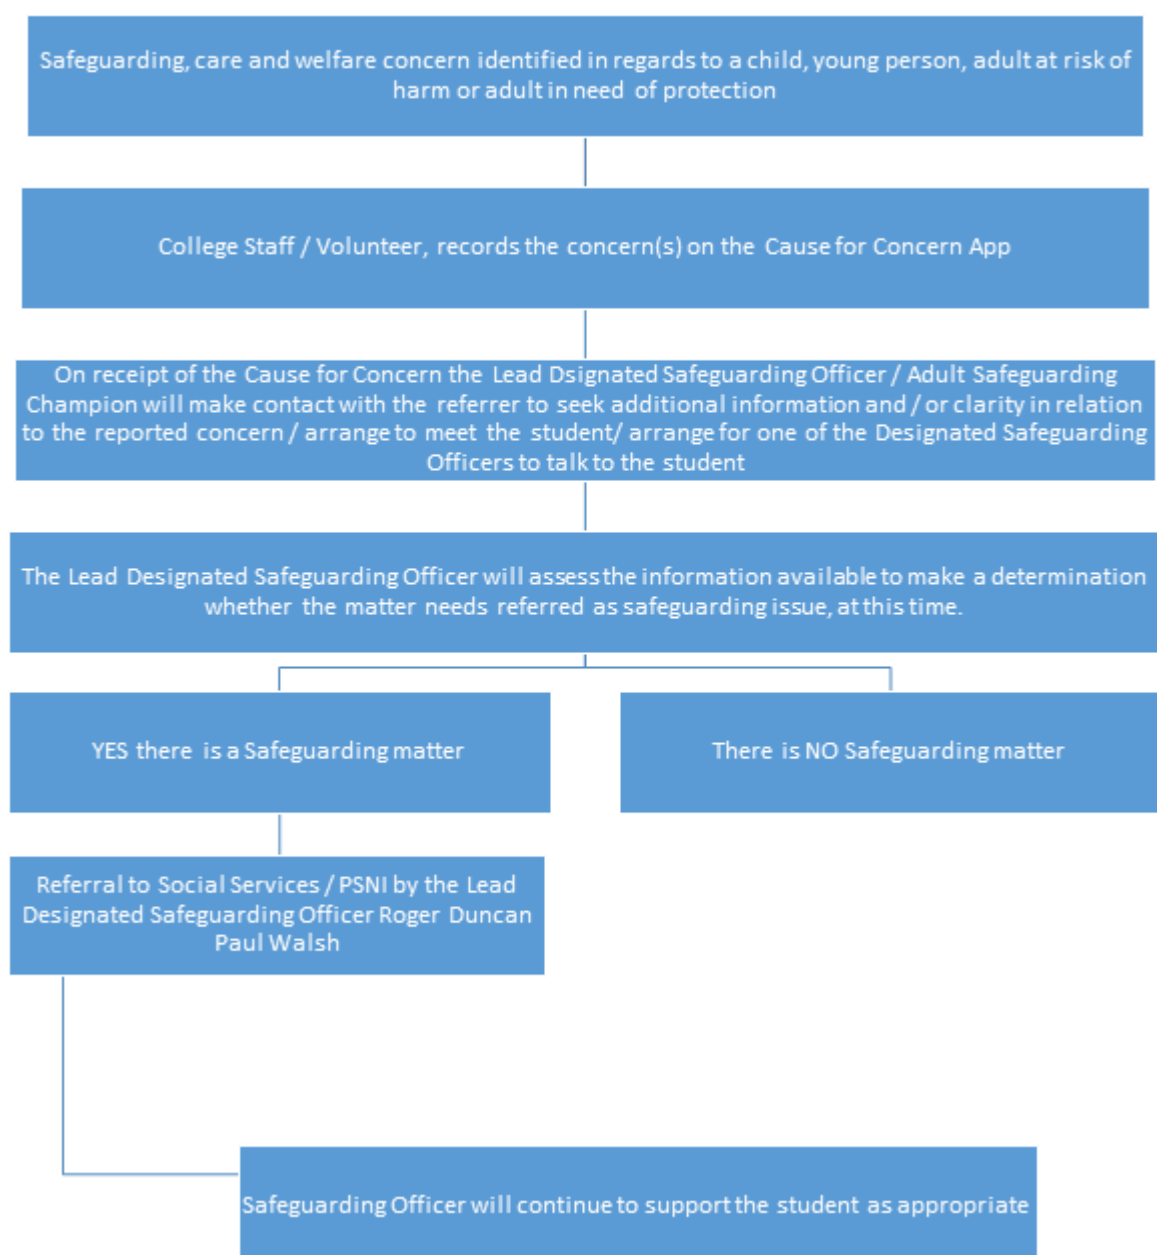 Safeguarding, care and welfare concern identified in regards to a child, young person, adult at risk of
harm or adult in need of protection
College Staff / Volunteer, records the concern(s) on the Cause for Concern App
On receipt of the Cause for Concern the Lead Dsignated Safeguarding Officer / Adult Safeguarding
Champion will make contact with the referrer to seek additional information and / or clarity in relation
to the reported concern / arrange to meet the student/ arrange for one of the Designated Safeguarding
Officers to talk to the student
The Lead Designated Safeguarding Officer will assess the information available to make a determination
whether the matter needs referred as safeguarding issue, at this time.
YES there is a Safeguarding matter
There is NO Safeguarding matter
Referral to Social Services / PSNI by the Lead
Designated Safeguarding Officer Roger Duncan
Paul Walsh
Safeguarding Officer will continue to support the student as appropriate